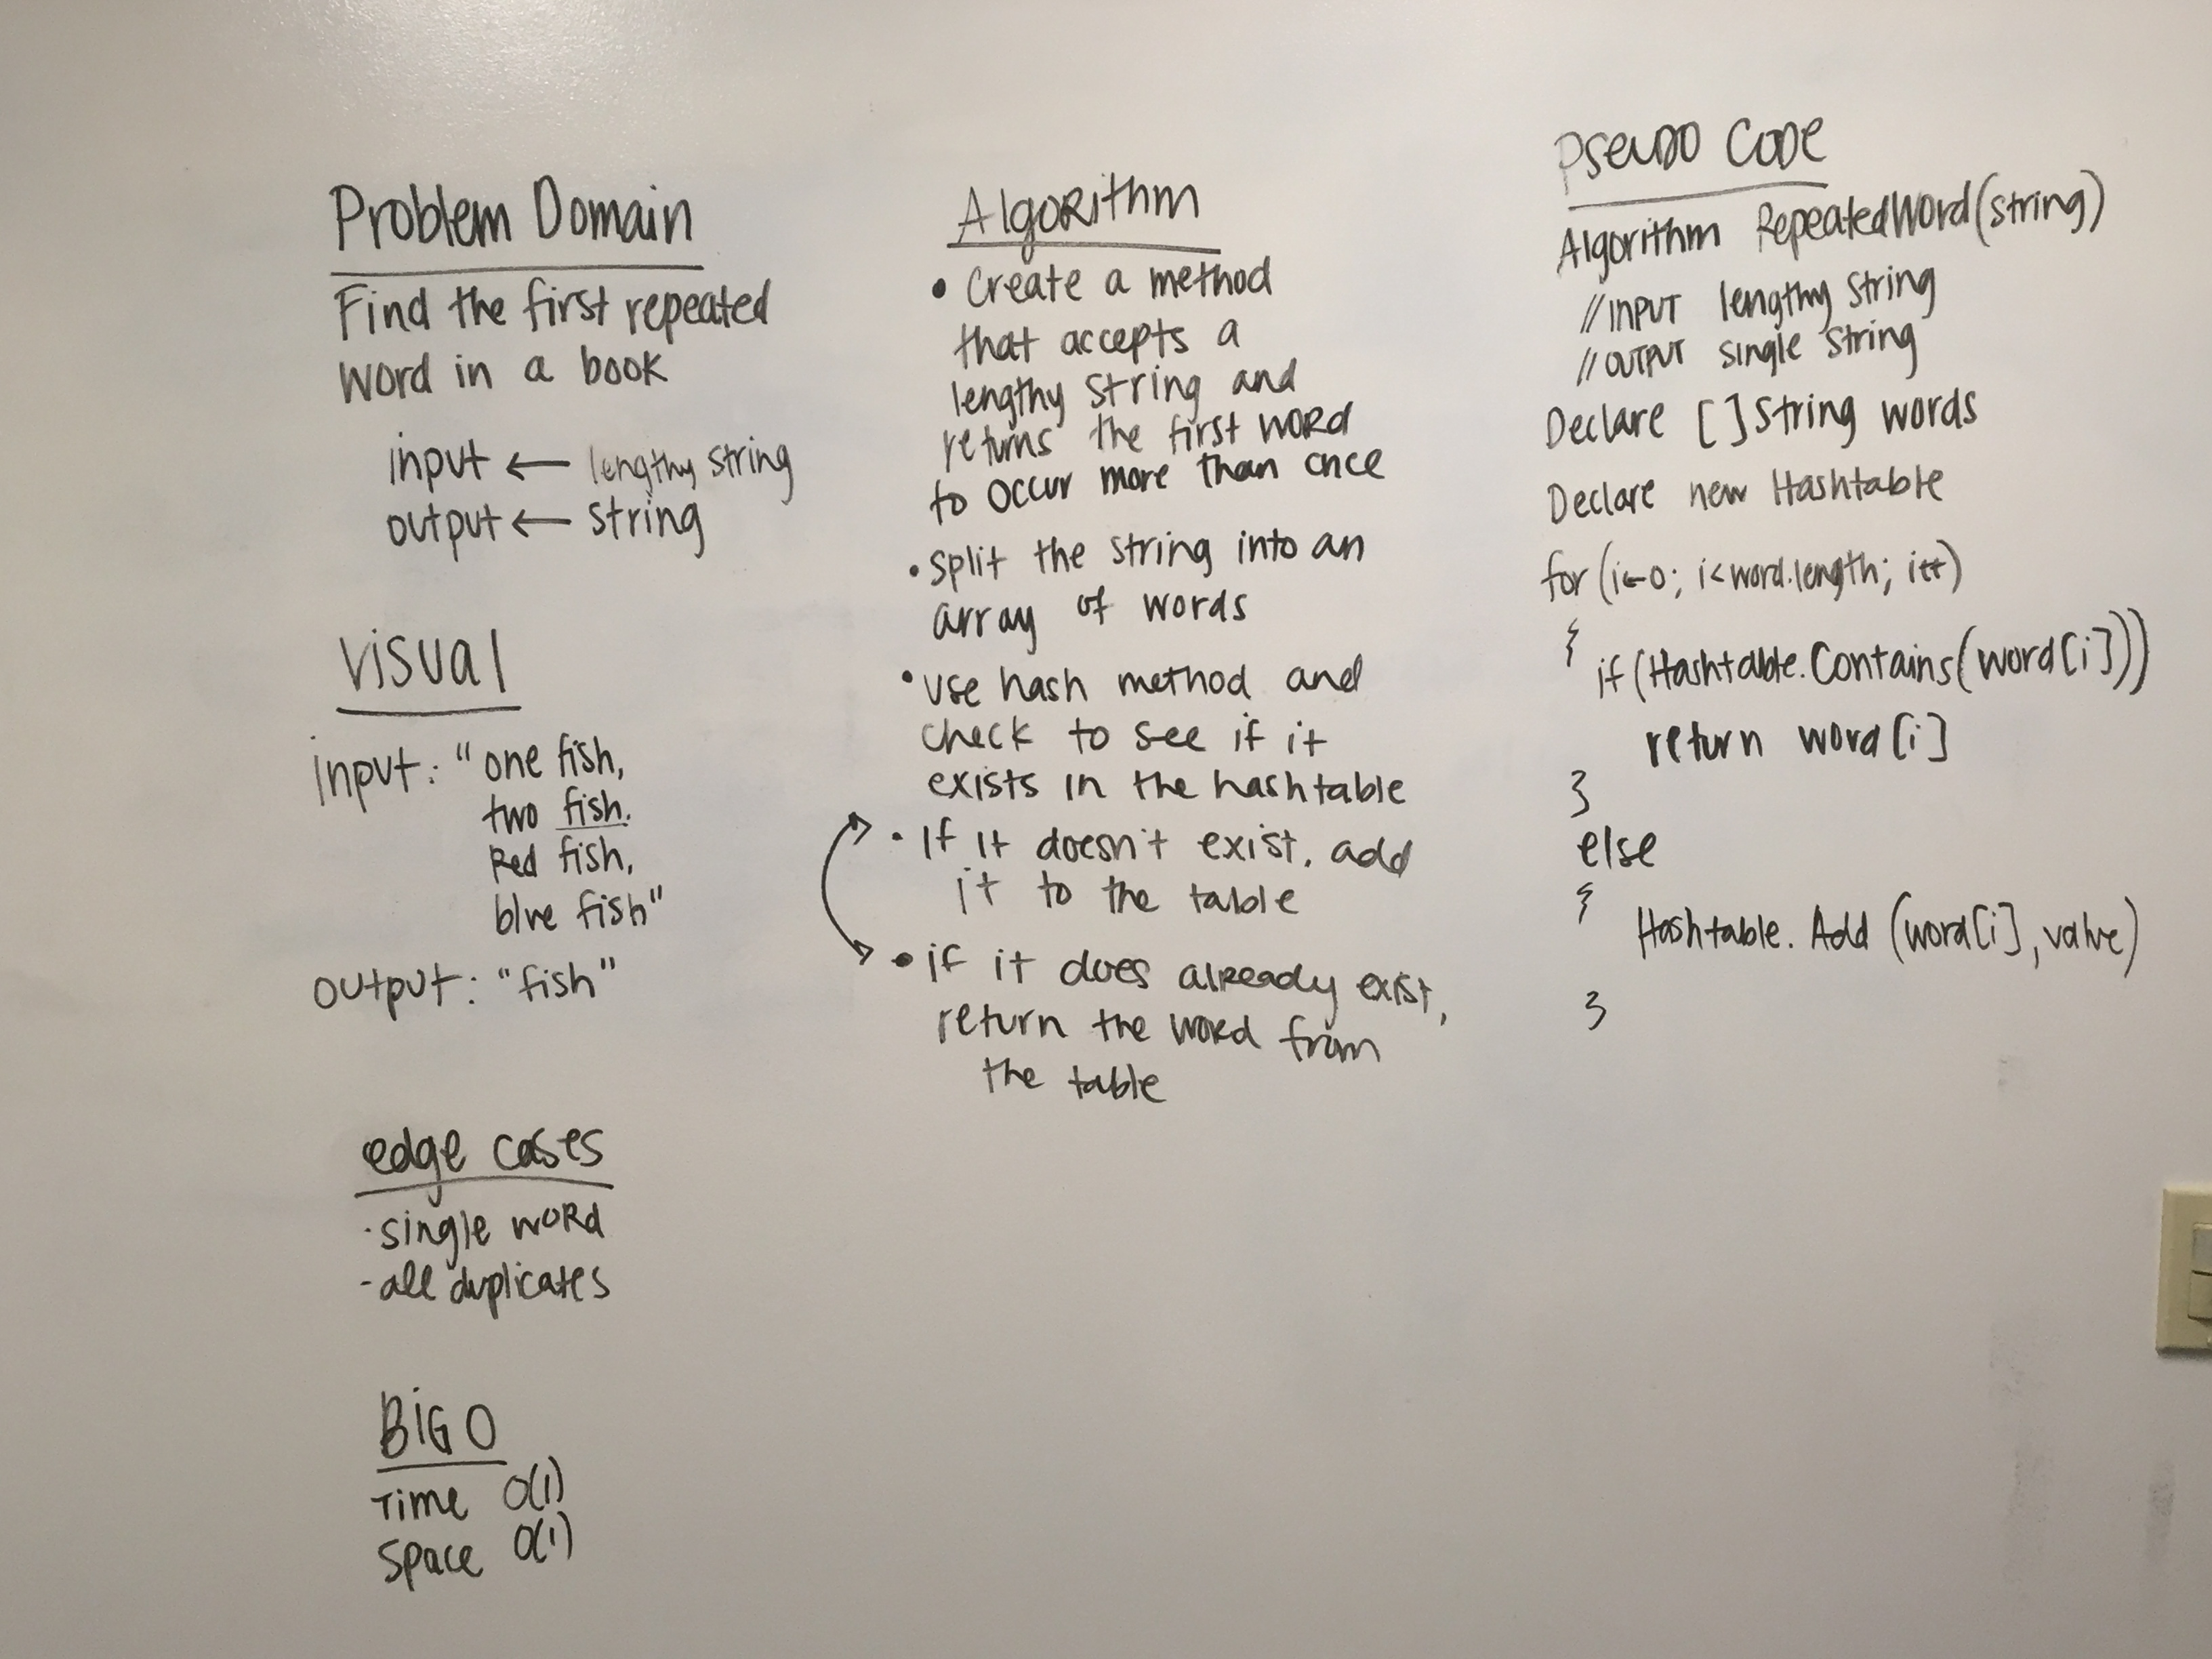 Problem Domain
Find the first repeated
word in a book
input ← lengthy string
output ← string
Visual
input: "one fish,
two fish.
Red fish,
blue fish"
output: "fish"
edge cases
-single word
-all duplicates
BIG O
Time O(1)
Space O(1)
Algorithm
• Create a method
that accepts a
lengthy string and
returns the first word
to occur more than once
• split the string into an
array of words
• use hash method and
check to see if it
exists in the hashtable
• If it doesn't exist, add
it to the table
• if it does already exist,
return the word from
the table
Pseudo Code
Algorithm RepeatedWord(string)
//INPUT lengthy string
//OUTPUT single string
Declare []string words
Declare new Hashtable
for (i←0; i<word.length; i++)
{
if (Hashtable.Contains(word[i]))
return word[i]
}
else
{
Hashtable. Add (word[i], value)
}